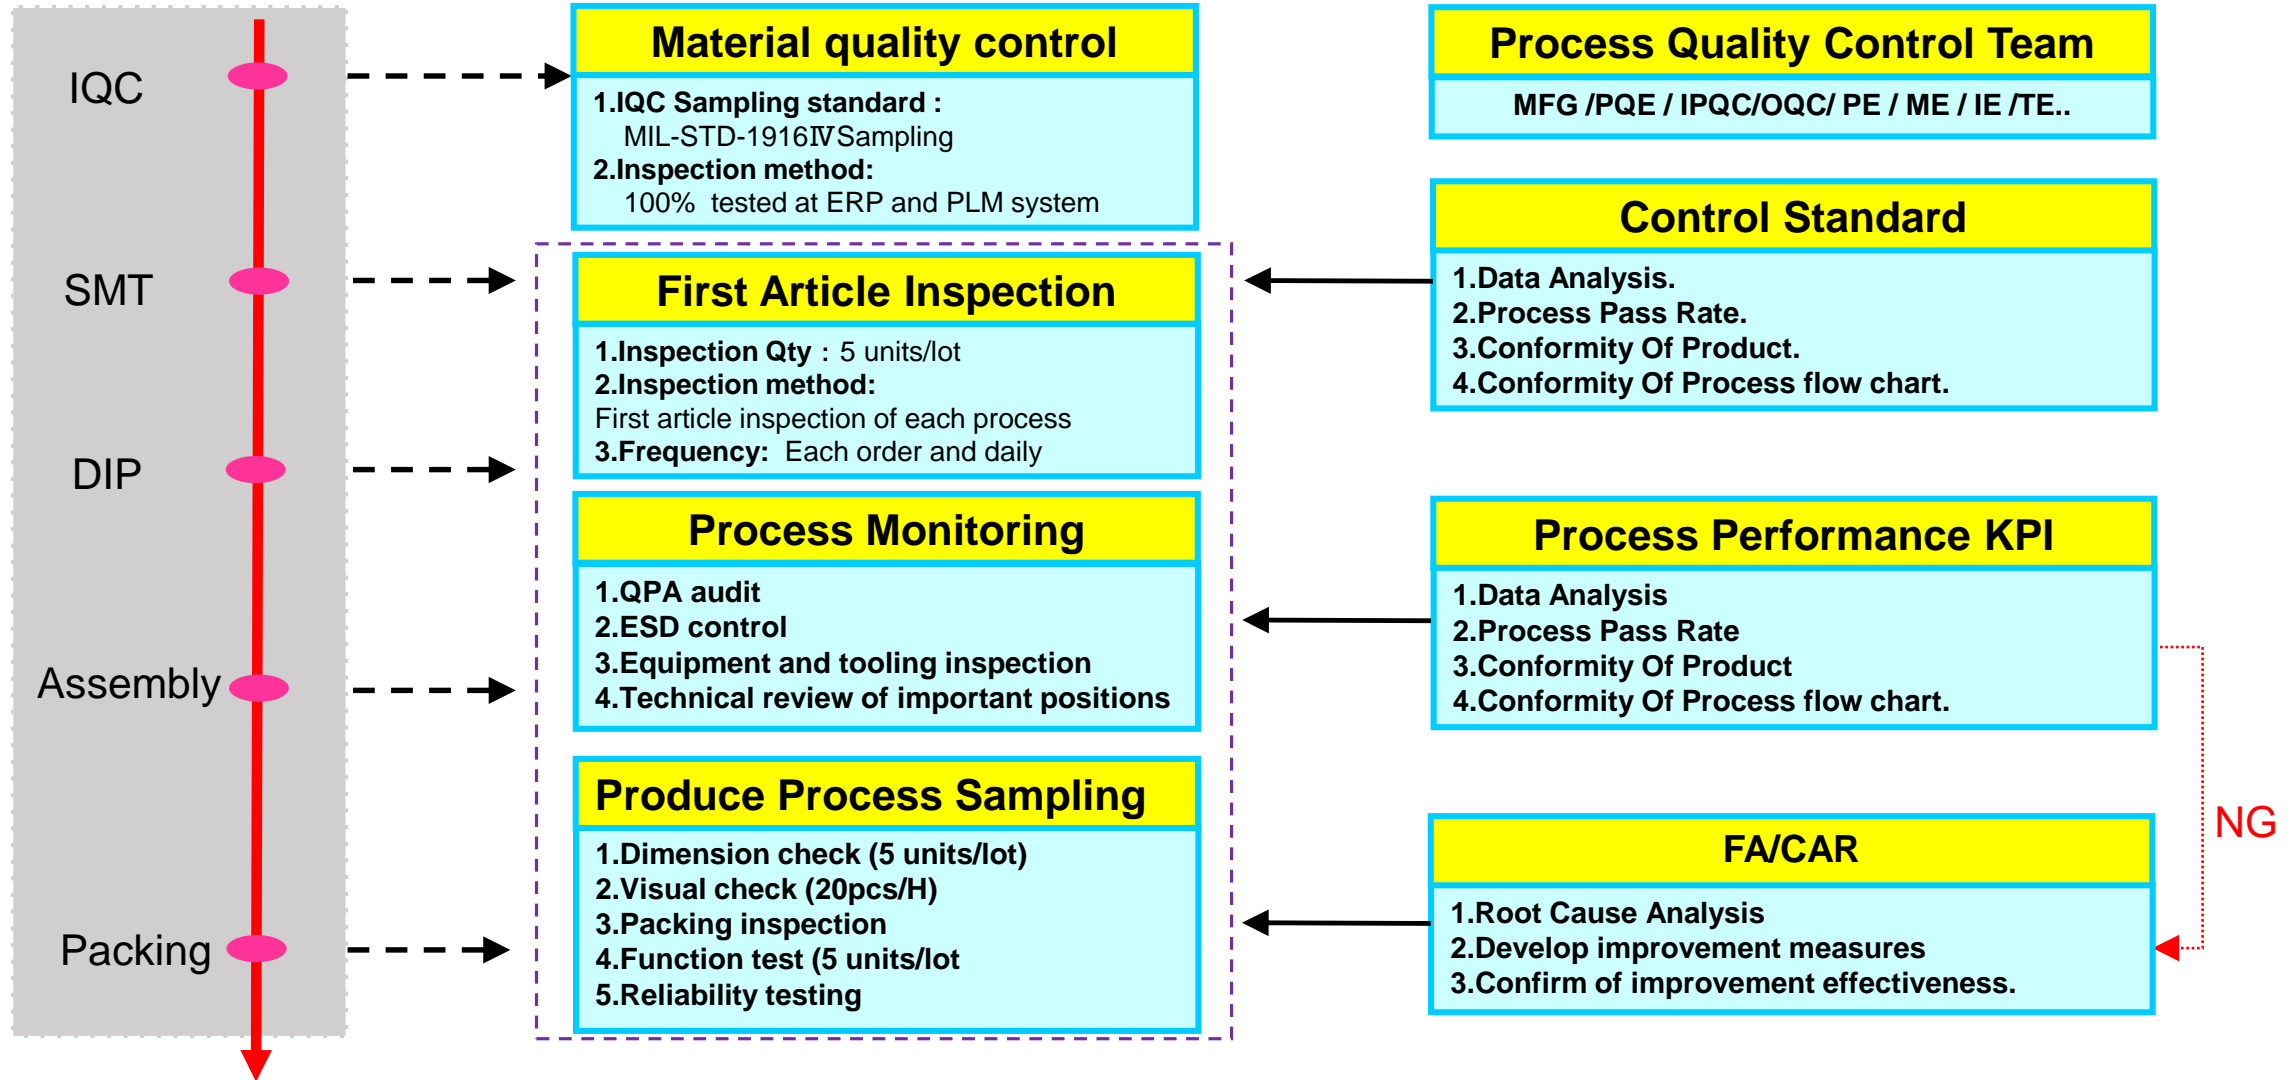 IQC
SMT
DIP
Assembly
Packing
Material quality control
1.IQC Sampling standard :
MIL-STD-1916ⅣSampling
2.Inspection method:
100%  tested at ERP and PLM system
First Article Inspection
1.Inspection Qty : 5 units/lot
2.Inspection method:
First article inspection of each process
3.Frequency:  Each order and daily
Process Monitoring
1.QPA audit
2.ESD control
3.Equipment and tooling inspection
4.Technical review of important positions
Produce Process Sampling
1.Dimension check (5 units/lot)
2.Visual check (20pcs/H)
3.Packing inspection
4.Function test (5 units/lot
5.Reliability testing
Process Quality Control Team
MFG /PQE / IPQC/OQC/ PE / ME / IE /TE..
Control Standard
1.Data Analysis.
2.Process Pass Rate.
3.Conformity Of Product.
4.Conformity Of Process flow chart.
Process Performance KPI
1.Data Analysis
2.Process Pass Rate
3.Conformity Of Product
4.Conformity Of Process flow chart.
NG
FA/CAR
1.Root Cause Analysis
2.Develop improvement measures
3.Confirm of improvement effectiveness.